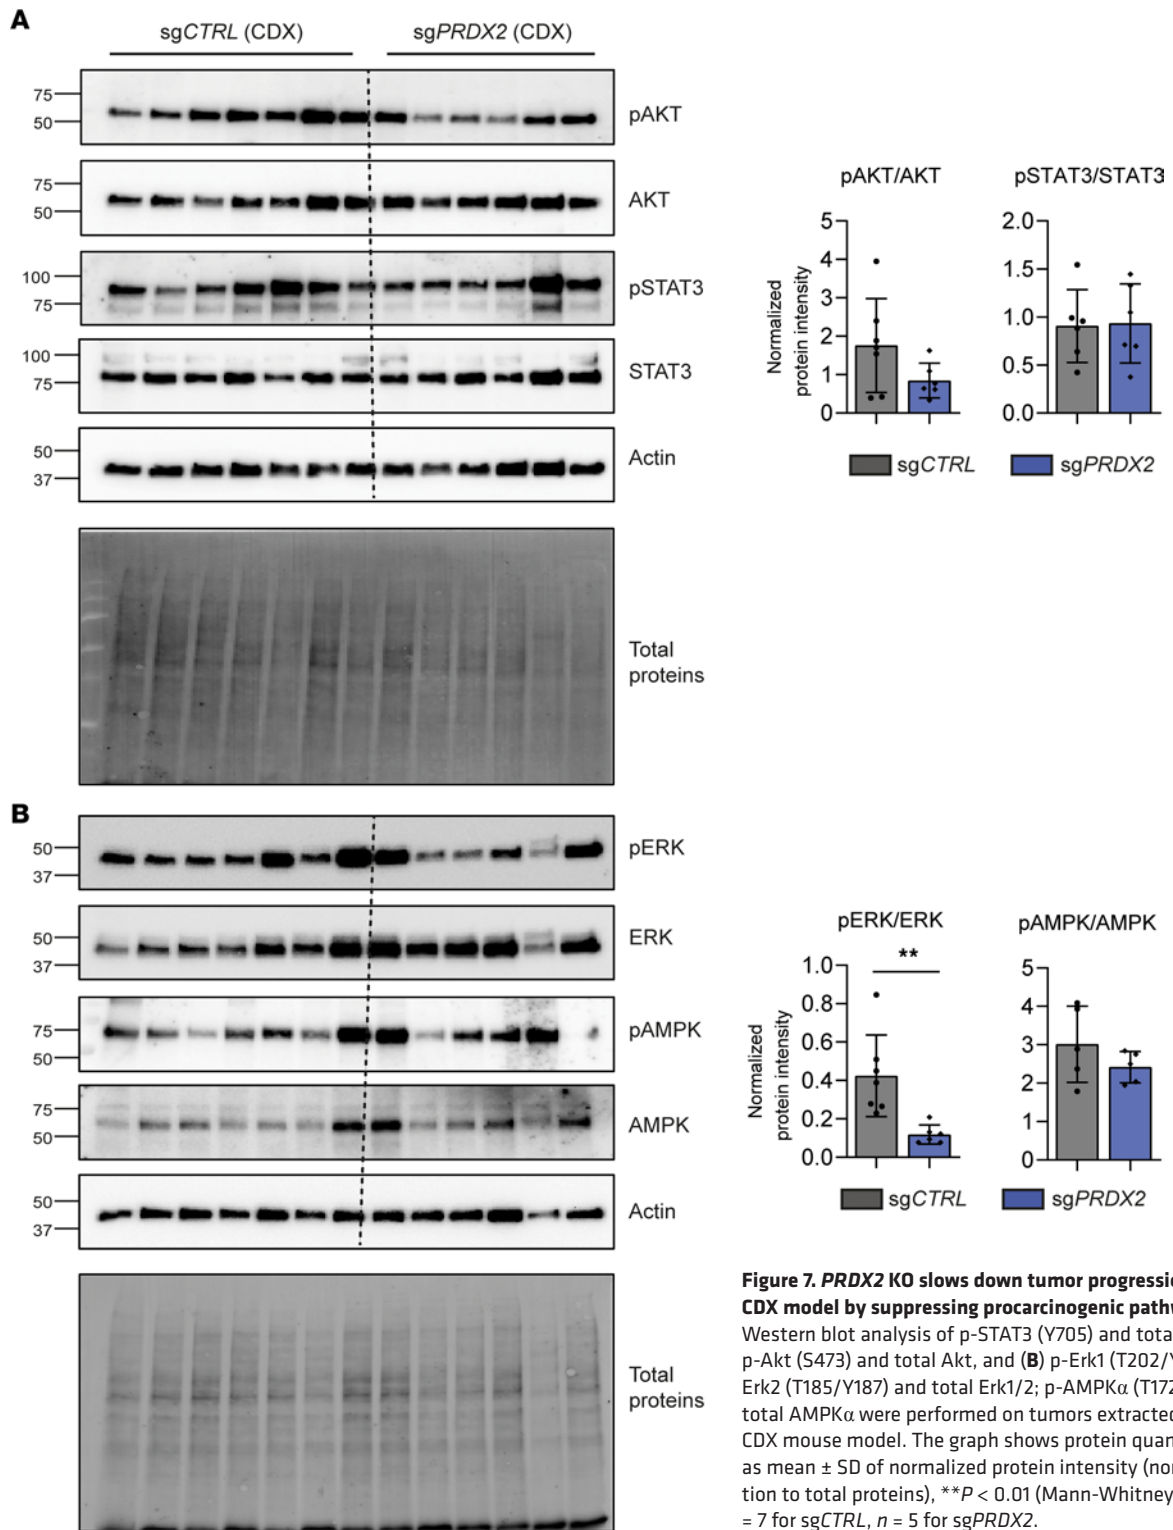 A
sgCTRL (CDX)
sgPRDX2 (CDX)
75
50
pAKT
75
50
AKT
100
75
pSTAT3
100
75
STAT3
50
37
Actin
Total
proteins
pAKT/AKT
pSTAT3/STAT3
Normalized
protein intensity
5
4
3
2
1
0
2.0
1.5
1.0
0.5
0.0
sgCTRL
sgPRDX2
B
50
37
pERK
50
37
ERK
75
50
pAMPK
75
50
AMPK
50
37
Actin
Total
proteins
pERK/ERK
pAMPK/AMPK
**
Normalized
protein intensity
1.0
0.8
0.6
0.4
0.2
0.0
5
4
3
2
1
0
sgCTRL
sgPRDX2
Figure 7. PRDX2 KO slows down tumor progressio
CDX model by suppressing procarcinogenic pathw
Western blot analysis of p-STAT3 (Y705) and total
p-Akt (S473) and total Akt, and (B) p-Erk1 (T202/Y
Erk2 (T185/Y187) and total Erk1/2; p-AMPKα (T172
total AMPKα were performed on tumors extracted
CDX mouse model. The graph shows protein quan
as mean ± SD of normalized protein intensity (nor
tion to total proteins), **P < 0.01 (Mann-Whitney
= 7 for sgCTRL, n = 5 for sgPRDX2.